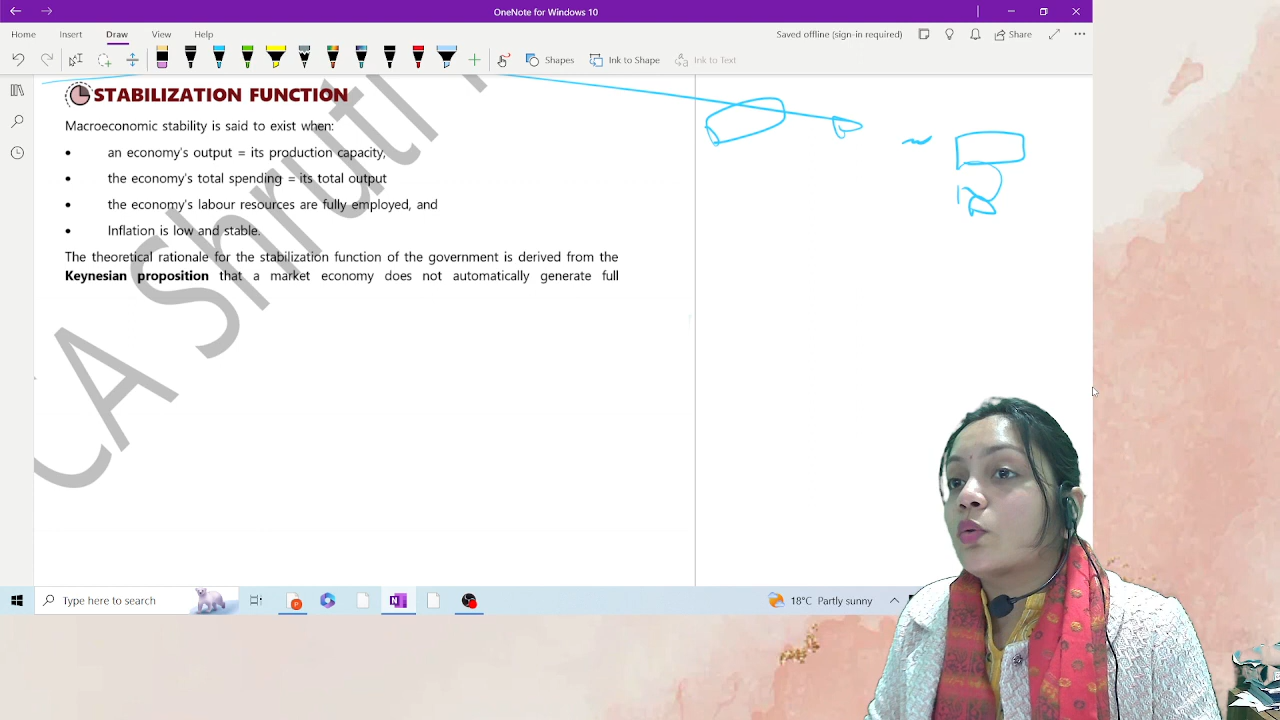 OneNote for Windows 10
Home Insert Draw View Help Saved offline (sign-in required) Share
Shapes Ink to Shape Ink to Text
STABILIZATION FUNCTION
Macroeconomic stability is said to exist when:
• an economy's output = its production capacity,
• the economy's total spending = its total output
• the economy's labour resources are fully employed, and
• Inflation is low and stable.
The theoretical rationale for the stabilization function of the government is derived from the
Keynesian proposition that a market economy does not automatically generate full
CA Shruti
Type here to search 18°C Partly sunny